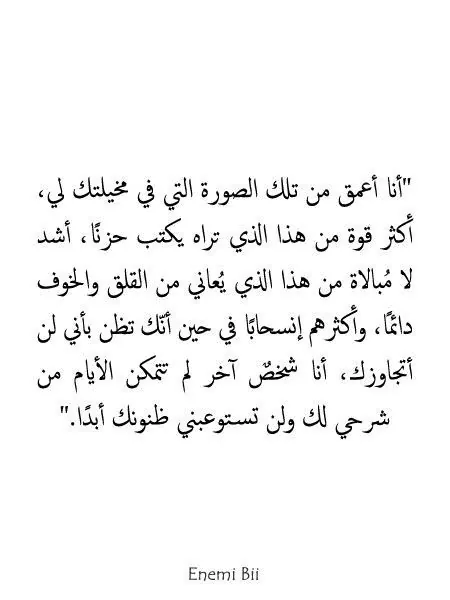 "أنا أعمق من تلك الصورة التي في مخيلتك لي،
أكثر قوة من هذا الذي تراه يكتب حزنًا، أشد
لا مُبالاة من هذا الذي يُعاني من القلق والخوف
دائمًا، وأكثرهم إنسحابًا في حين أنّك تظن بأني لن
أتجاوزك، أنا شخصٌ آخر لم تتمكن الأيام من
شرحي لك ولن تستوعبني ظنونك أبدًا."
Enemi Bii